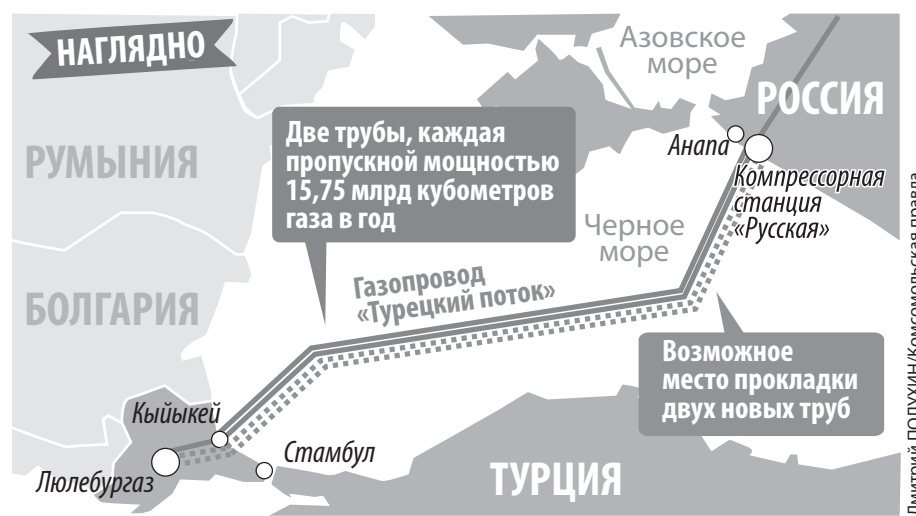 НАГЛЯДНО
Азовское
море
РОССИЯ
РУМЫНИЯ
Две трубы, каждая
пропускной мощностью
15,75 млрд кубометров
газа в год
Анапа
Компрессорная
станция
«Русская»
Черное
море
Газопровод
«Турецкий поток»
БОЛГАРИЯ
Возможное
место прокладки
двух новых труб
Кыйыкей
Стамбул
Люлебургаз
ТУРЦИЯ
Дмитрий ПОЛУХИН/Комсомольская правда